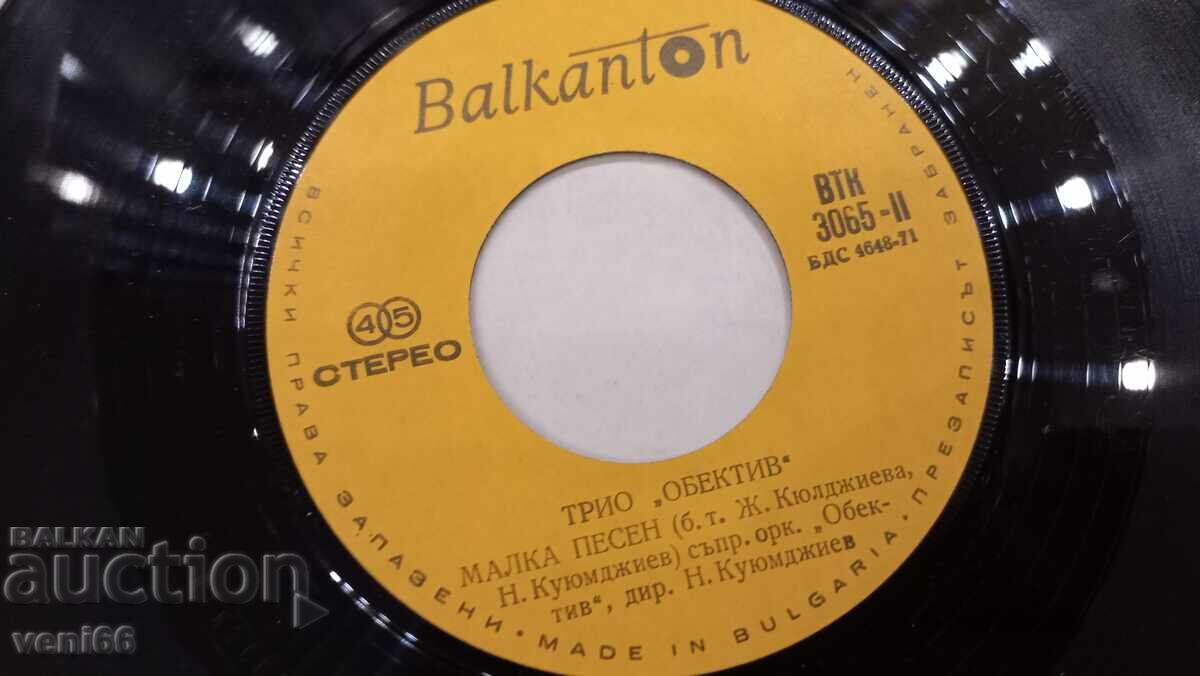 Balkanton
ВТК
3065-II
БДС 4648-71
45
СТЕРЕО
ТРИО „ОБЕКТИВ“
МАЛКА ПЕСЕН (б. т. Ж. Кюлджиева,
Н. Куюмджиев) съпр. орк. „Обек-
тив“, дир. Н. Куюмджиев
ВСИЧКИ ПРАВА ЗАПАЗЕНИ • MADE IN BULGARIA • ПРЕЗАПИСЪТ ЗАБРАНЕН
BALKAN
auction
veni66